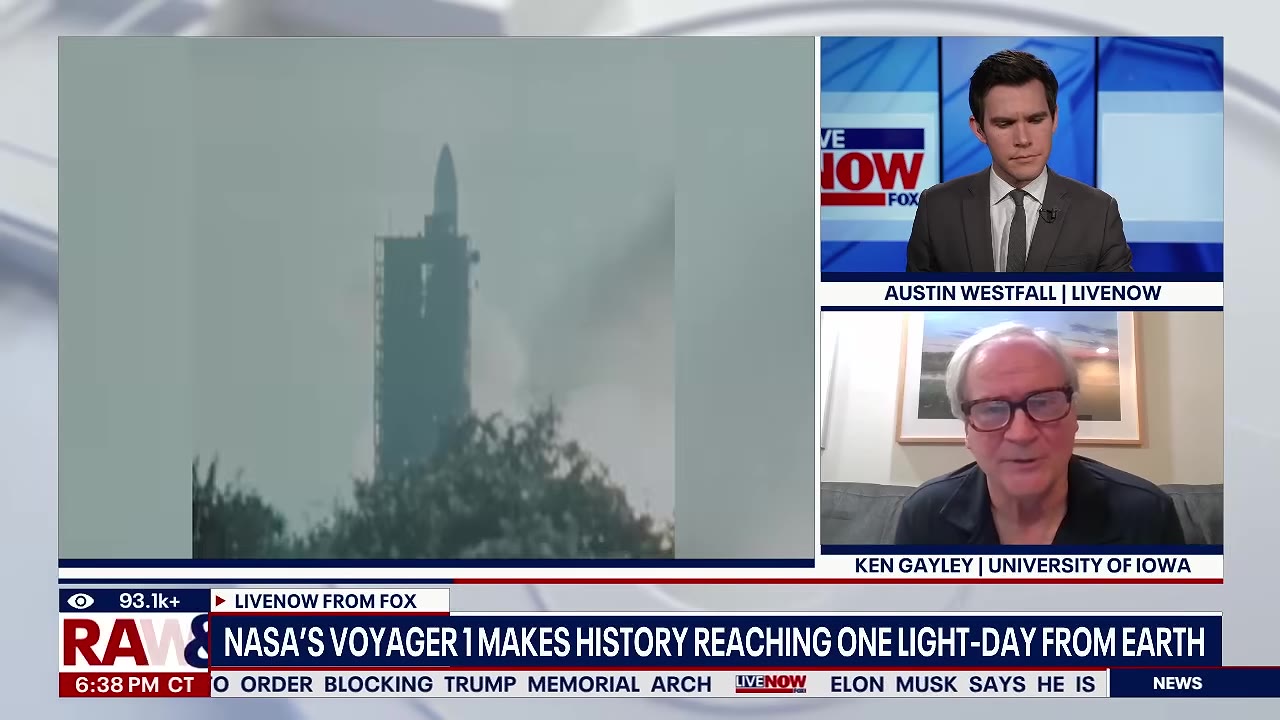 VE
NOW
FOX
AUSTIN WESTFALL | LIVENOW
KEN GAYLEY | UNIVERSITY OF IOWA
93.1k+
LIVENOW FROM FOX
RAW&
NASA'S VOYAGER 1 MAKES HISTORY REACHING ONE LIGHT-DAY FROM EARTH
6:38 PM CT
TO ORDER BLOCKING TRUMP MEMORIAL ARCH LIVENOW FOX ELON MUSK SAYS HE IS
NEWS